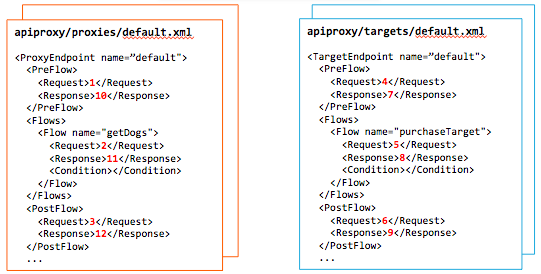 apiproxy/proxies/default.xml
<ProxyEndpoint name=”default">
<PreFlow>
<Request>1</Request>
<Response>10</Response>
</PreFlow>
<Flows>
<Flow name="getDogs">
<Request>2</Request>
<Response>11</Response>
<Condition></Condition>
</Flow>
</Flows>
<PostFlow>
<Request>3</Request>
<Response>12</Response>
</PostFlow>
...
apiproxy/targets/default.xml
<TargetEndpoint name=”default">
<PreFlow>
<Request>4</Request>
<Response>7</Response>
</PreFlow>
<Flows>
<Flow name="purchaseTarget">
<Request>5</Request>
<Response>8</Response>
<Condition></Condition>
</Flow>
</Flows>
<PostFlow>
<Request>6</Request>
<Response>9</Response>
</PostFlow>
...